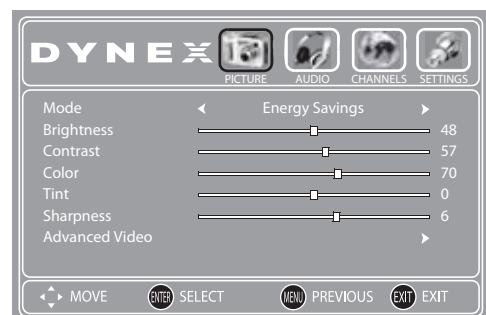 DYNEX
PICTURE AUDIO CHANNELS SETTINGS
Mode Energy Savings
Brightness 48
Contrast 57
Color 70
Tint 0
Sharpness 6
Advanced Video
MOVE ENTER SELECT MENU PREVIOUS EXIT EXIT